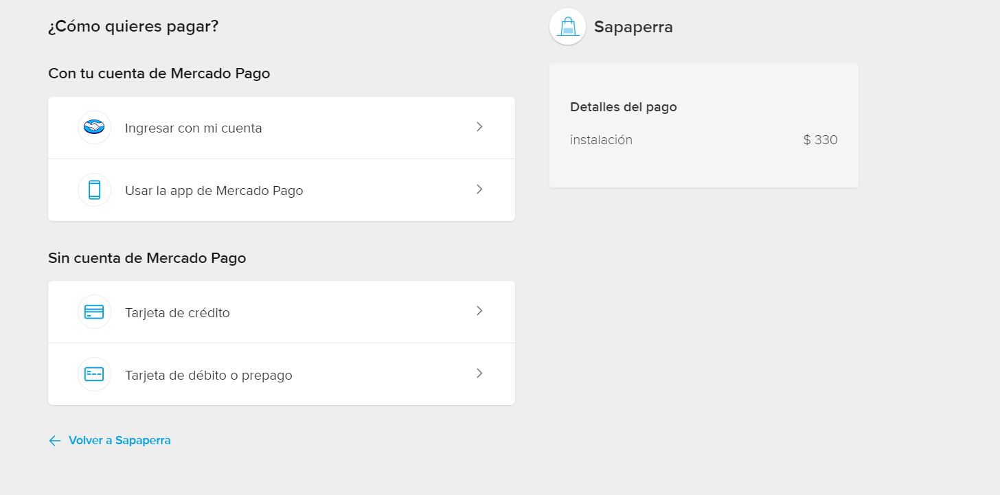 ¿Cómo quieres pagar?
Con tu cuenta de Mercado Pago
Ingresar con mi cuenta
Usar la app de Mercado Pago
Sin cuenta de Mercado Pago
Tarjeta de crédito
Tarjeta de débito o prepago
Volver a Sapaperra
Sapaperra
Detalles del pago
instalación $ 330